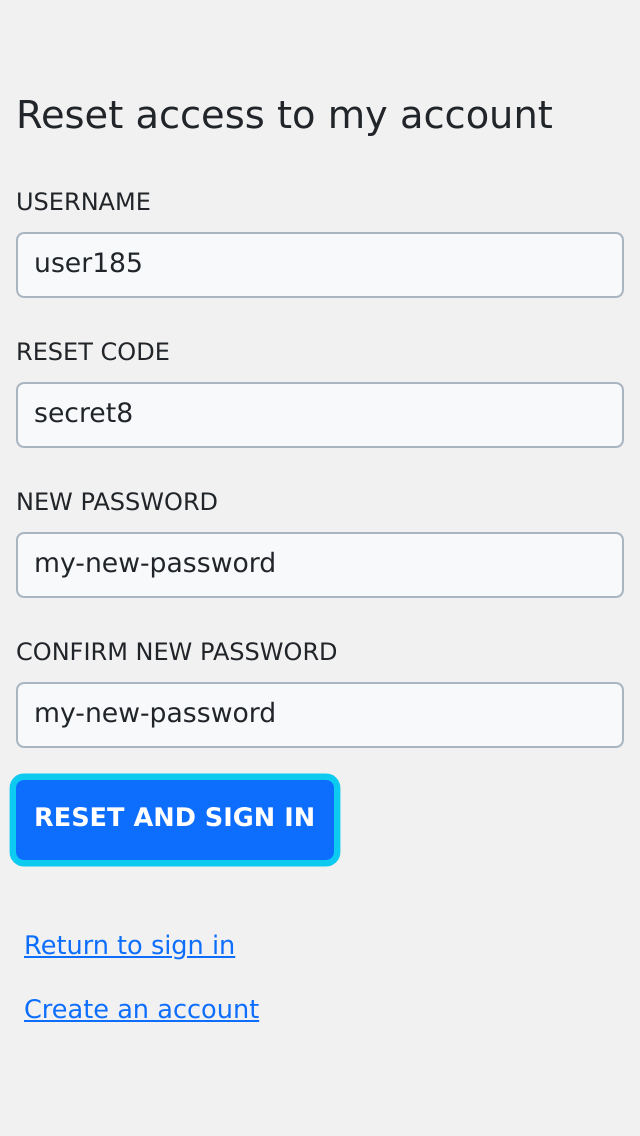 Reset access to my account
USERNAME
user185
RESET CODE
secret8
NEW PASSWORD
my-new-password
CONFIRM NEW PASSWORD
my-new-password
RESET AND SIGN IN
Return to sign in
Create an account